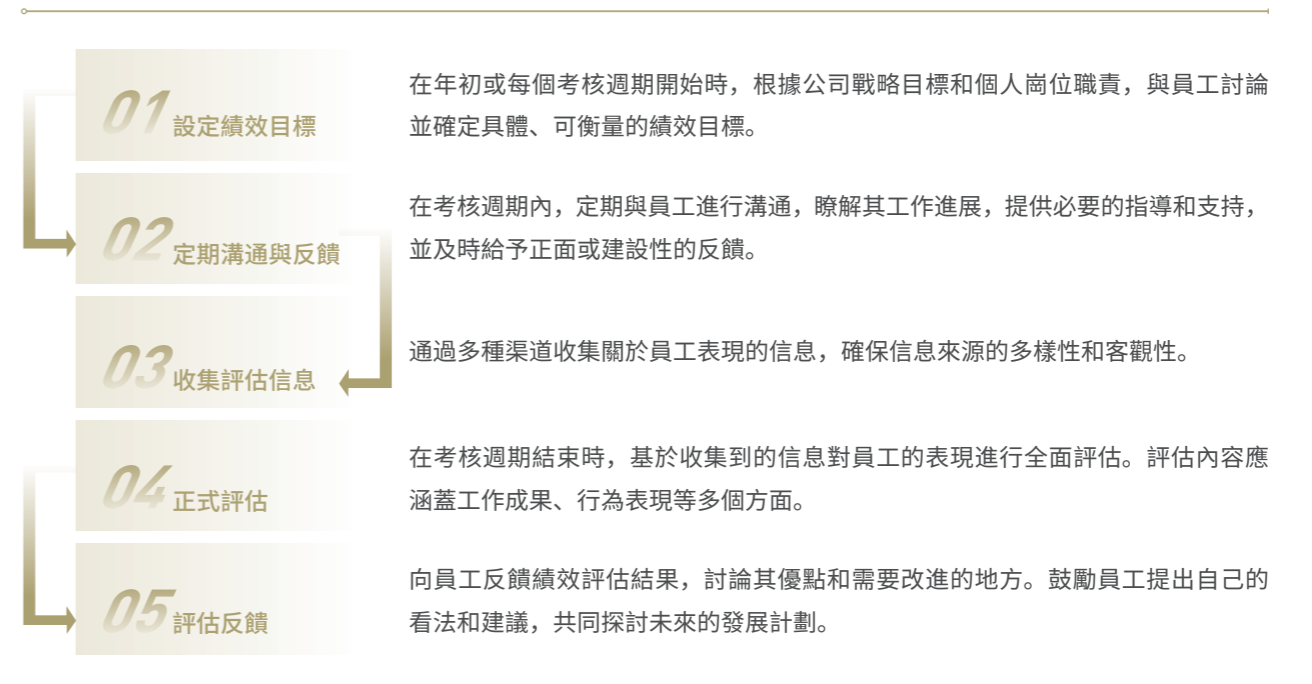 01 設定績效目標
在年初或每個考核週期開始時，根據公司戰略目標和個人崗位職責，與員工討論
並確定具體、可衡量的績效目標。
02 定期溝通與反饋
在考核週期內，定期與員工進行溝通，瞭解其工作進展，提供必要的指導和支持，
並及時給予正面或建設性的反饋。
03 收集評估信息
通過多種渠道收集關於員工表現的信息，確保信息來源的多樣性和客觀性。
04 正式評估
在考核週期結束時，基於收集到的信息對員工的表現進行全面評估。評估內容應
涵蓋工作成果、行為表現等多個方面。
05 評估反饋
向員工反饋績效評估結果，討論其優點和需要改進的地方。鼓勵員工提出自己的
看法和建議，共同探討未來的發展計劃。